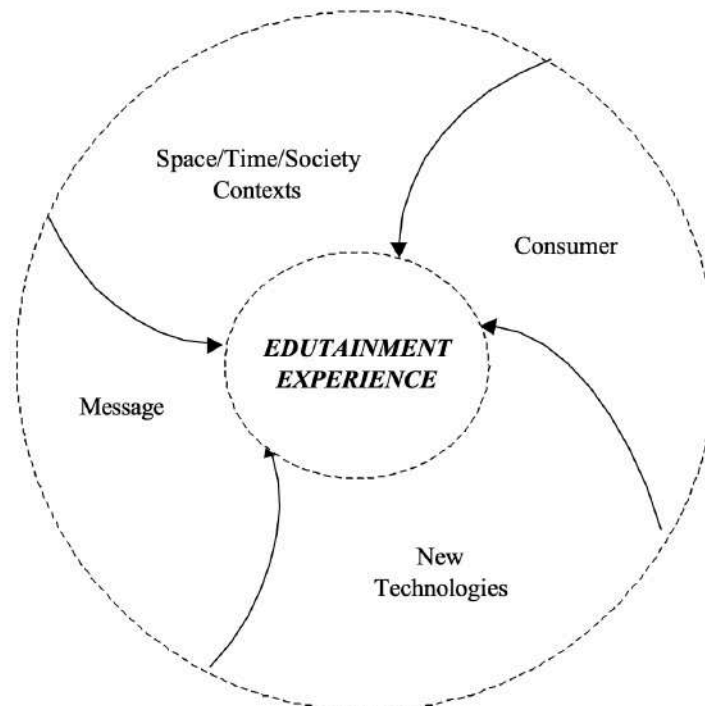 Space/Time/Society
Contexts
Consumer
EDUTAINMENT
EXPERIENCE
Message
New
Technologies